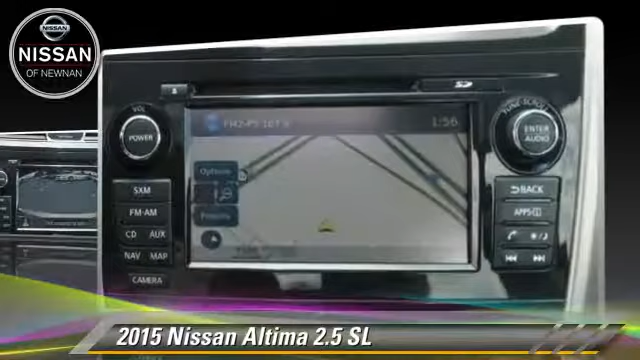 NISSAN
NISSAN
OF NEWNAN
VOL
POWER
SXM
FM·AM
CD AUX
NAV MAP
CAMERA
1:56
Options
TUNE·SCROLL
ENTER
AUDIO
BACK
APPS
2015 Nissan Altima 2.5 SL